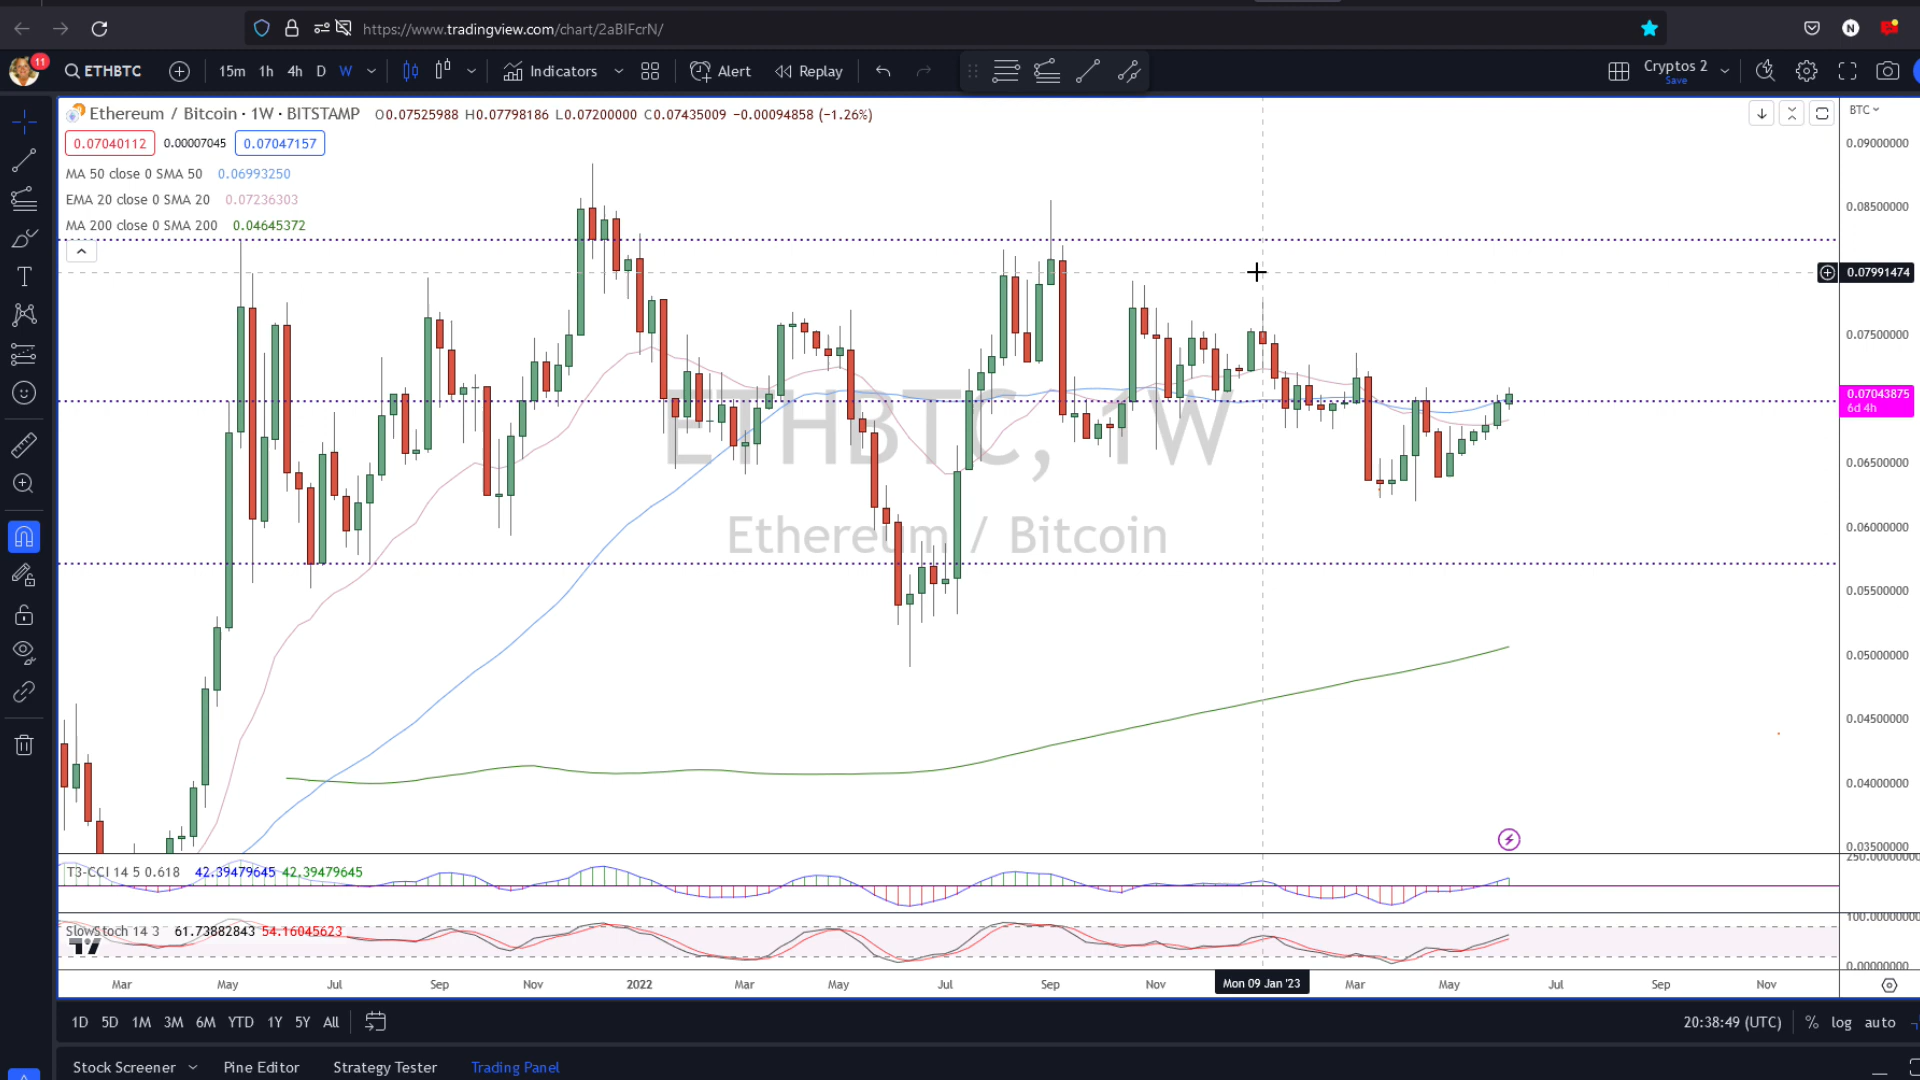 https://www.tradingview.com/chart/2aBIFcrN/
N
11
ETHBTC
15m 1h 4h D W
Indicators
Alert
Replay
Cryptos 2
Save
Ethereum / Bitcoin · 1W · BITSTAMP O0.07525988 H0.07798186 L0.07200000 C0.07435009 −0.00094858 (−1.26%)
BTC
0.07040112 0.00007045 0.07047157
MA 50 close 0 SMA 50 0.06993250
EMA 20 close 0 SMA 20 0.07236303
MA 200 close 0 SMA 200 0.04645372
0.09000000
0.08500000
0.07991474
0.07500000
0.07043875
6d 4h
0.06500000
0.06000000
0.05500000
0.05000000
0.04500000
0.04000000
0.03500000
ETHBTC, 1W
Ethereum / Bitcoin
T3-CCI 14 5 0.618 42.39479645 42.39479645
SlowStoch 14 3 61.73882843 54.16045623
Mar May Jul Sep Nov 2022 Mar May Jul Sep Nov Mon 09 Jan '23 Mar May Jul Sep Nov
1D 5D 1M 3M 6M YTD 1Y 5Y All
20:38:49 (UTC) % log auto
Stock Screener Pine Editor Strategy Tester Trading Panel